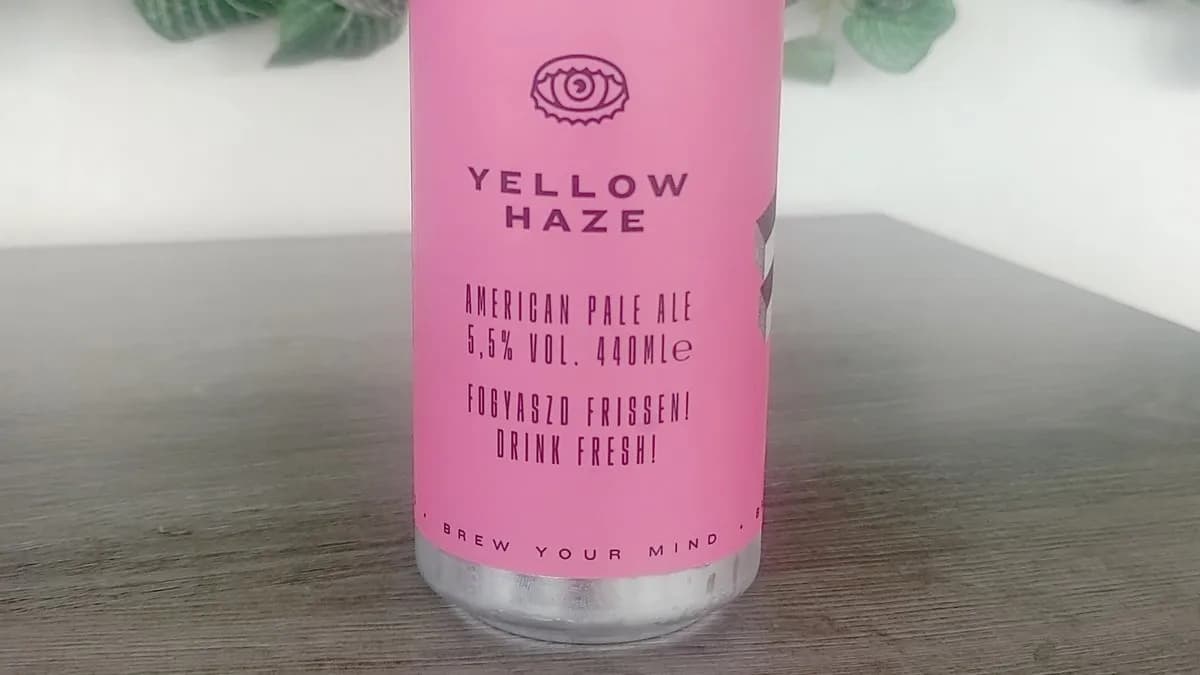 YELLOW
HAZE
AMERICAN PALE ALE
5,5% VOL. 440MLe
FOGYASZD FRISSEN!
DRINK FRESH!
· BREW YOUR MIND ·